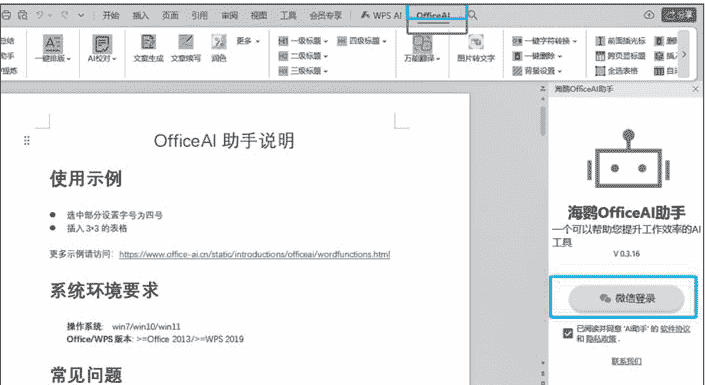 开始 插入 页面 引用 审阅 视图 工具 会员专享 WPS AI OfficeAI
分享
一键排版 AI校对 文案生成 文章续写 润色 更多
一级标题 四级标题
二级标题
三级标题
万能翻译 图片转文字
一键字符转换
一键删除
背景设置
前面插光标
跨页显标题
全选表格
海鹦OfficeAI助手
OfficeAI 助手说明
使用示例
选中部分设置字号为四号
插入 3*3 的表格
更多示例请访问: https://www.office-ai.cn/static/introductions/officeai/wordfunctions.html
系统环境要求
操作系统: win7/win10/win11
Office/WPS 版本: >=Office 2013/>=WPS 2019
常见问题
海鹦OfficeAI助手
一个可以帮助您提升工作效率的AI
工具
V 0.3.16
微信登录
已阅读并同意 'AI助手' 的 软件协议
和 隐私政策 .
联系我们